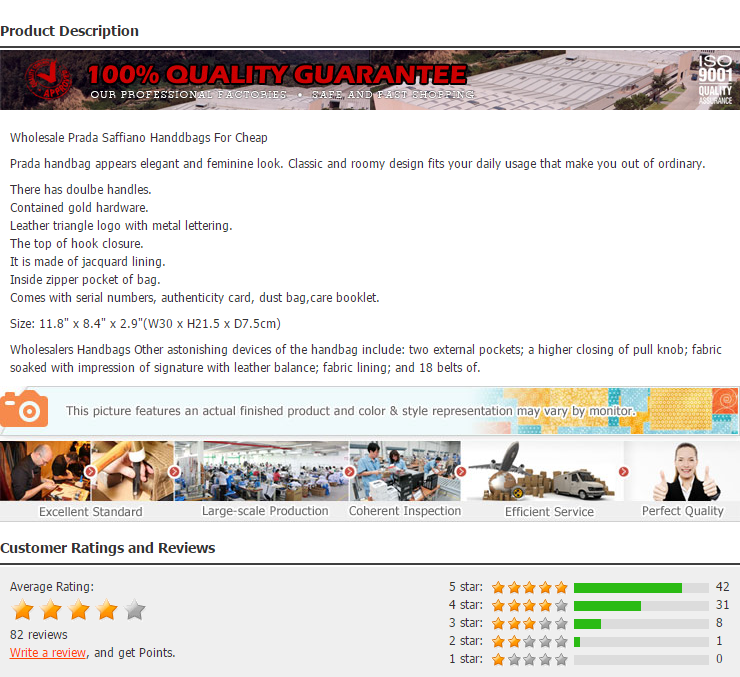 Product Description
100% QUALITY GUARANTEE
OUR PROFESSIONAL FACTORIES • SAFE AND FAST SHOPPING
ISO
9001
QUALITY
ASSURANCE
Wholesale Prada Saffiano Handdbags For Cheap
Prada handbag appears elegant and feminine look. Classic and roomy design fits your daily usage that make you out of ordinary.
There has doulbe handles.
Contained gold hardware.
Leather triangle logo with metal lettering.
The top of hook closure.
It is made of jacquard lining.
Inside zipper pocket of bag.
Comes with serial numbers, authenticity card, dust bag,care booklet.
Size: 11.8" x 8.4" x 2.9"(W30 x H21.5 x D7.5cm)
Wholesalers Handbags Other astonishing devices of the handbag include: two external pockets; a higher closing of pull knob; fabric
soaked with impression of signature with leather balance; fabric lining; and 18 belts of.
This picture features an actual finished product and color & style representation may vary by monitor.
Excellent Standard
Large-scale Production
Coherent Inspection
Efficient Service
Perfect Quality
Customer Ratings and Reviews
Average Rating:
82 reviews
Write a review, and get Points.
5 star: 42
4 star: 31
3 star: 8
2 star: 1
1 star: 0